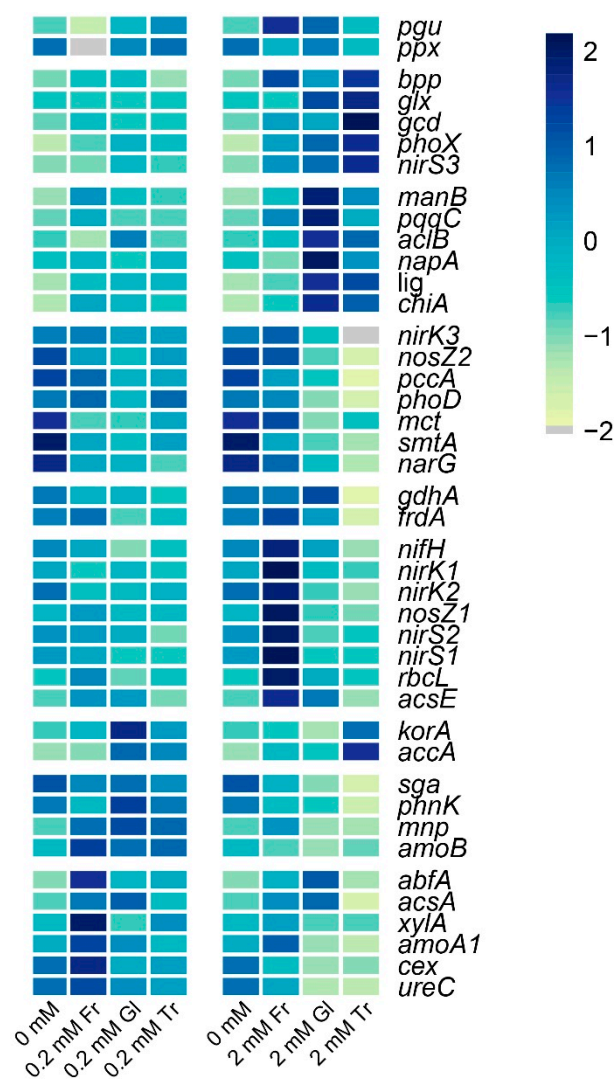 pgu
ppx
bpp
glx
gcd
phoX
nirS3
manB
pqqC
aclB
napA
lig
chiA
nirK3
nosZ2
pccA
phoD
mct
smtA
narG
gdhA
frdA
nifH
nirK1
nirK2
nosZ1
nirS2
nirS1
rbcL
acsE
korA
accA
sga
phnK
mnp
amoB
abfA
acsA
xylA
amoA1
cex
ureC
2
1
0
−1
−2
0 mM
0.2 mM Fr
0.2 mM Gl
0.2 mM Tr
0 mM
2 mM Fr
2 mM Gl
2 mM Tr